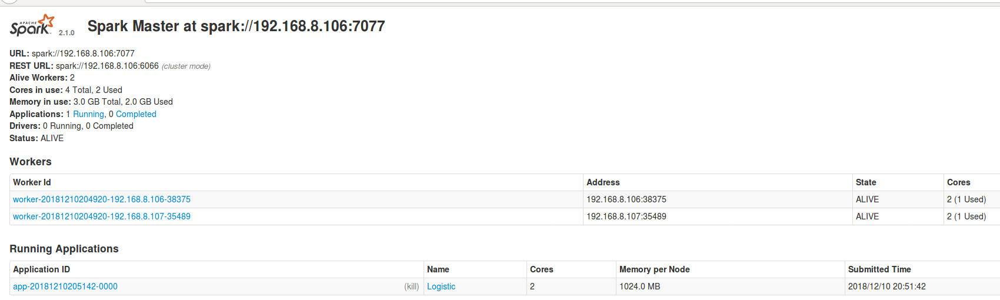 APACHE
Spark 2.1.0 Spark Master at spark://192.168.8.106:7077
URL: spark://192.168.8.106:7077
REST URL: spark://192.168.8.106:6066 (cluster mode)
Alive Workers: 2
Cores in use: 4 Total, 2 Used
Memory in use: 3.0 GB Total, 2.0 GB Used
Applications: 1 Running, 0 Completed
Drivers: 0 Running, 0 Completed
Status: ALIVE
Workers
Worker Id Address State Cores
worker-20181210204920-192.168.8.106-38375 192.168.8.106:38375 ALIVE 2 (1 Used)
worker-20181210204920-192.168.8.107-35489 192.168.8.107:35489 ALIVE 2 (1 Used)
Running Applications
Application ID Name Cores Memory per Node Submitted Time
app-20181210205142-0000 (kill) Logistic 2 1024.0 MB 2018/12/10 20:51:42